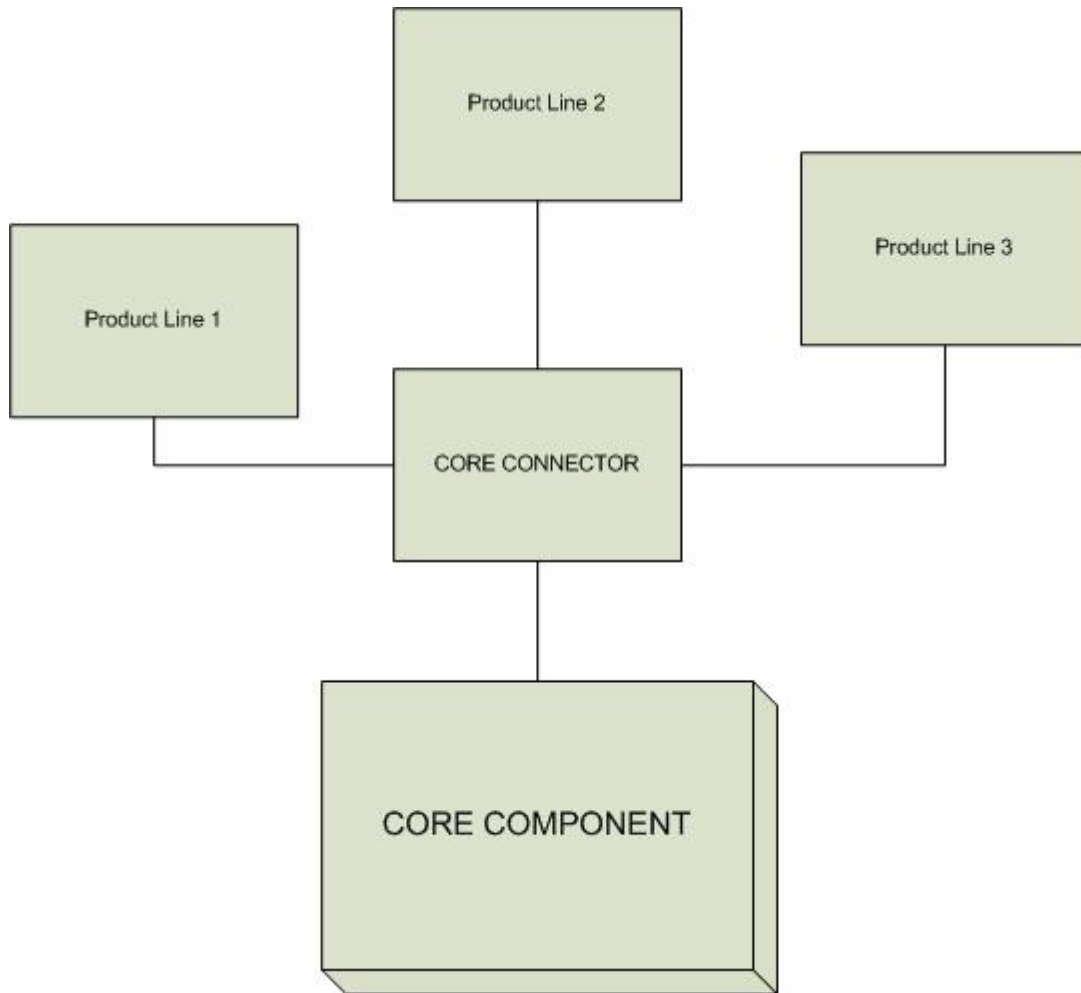 Product Line 2
Product Line 3
Product Line 1
CORE CONNECTOR
CORE COMPONENT